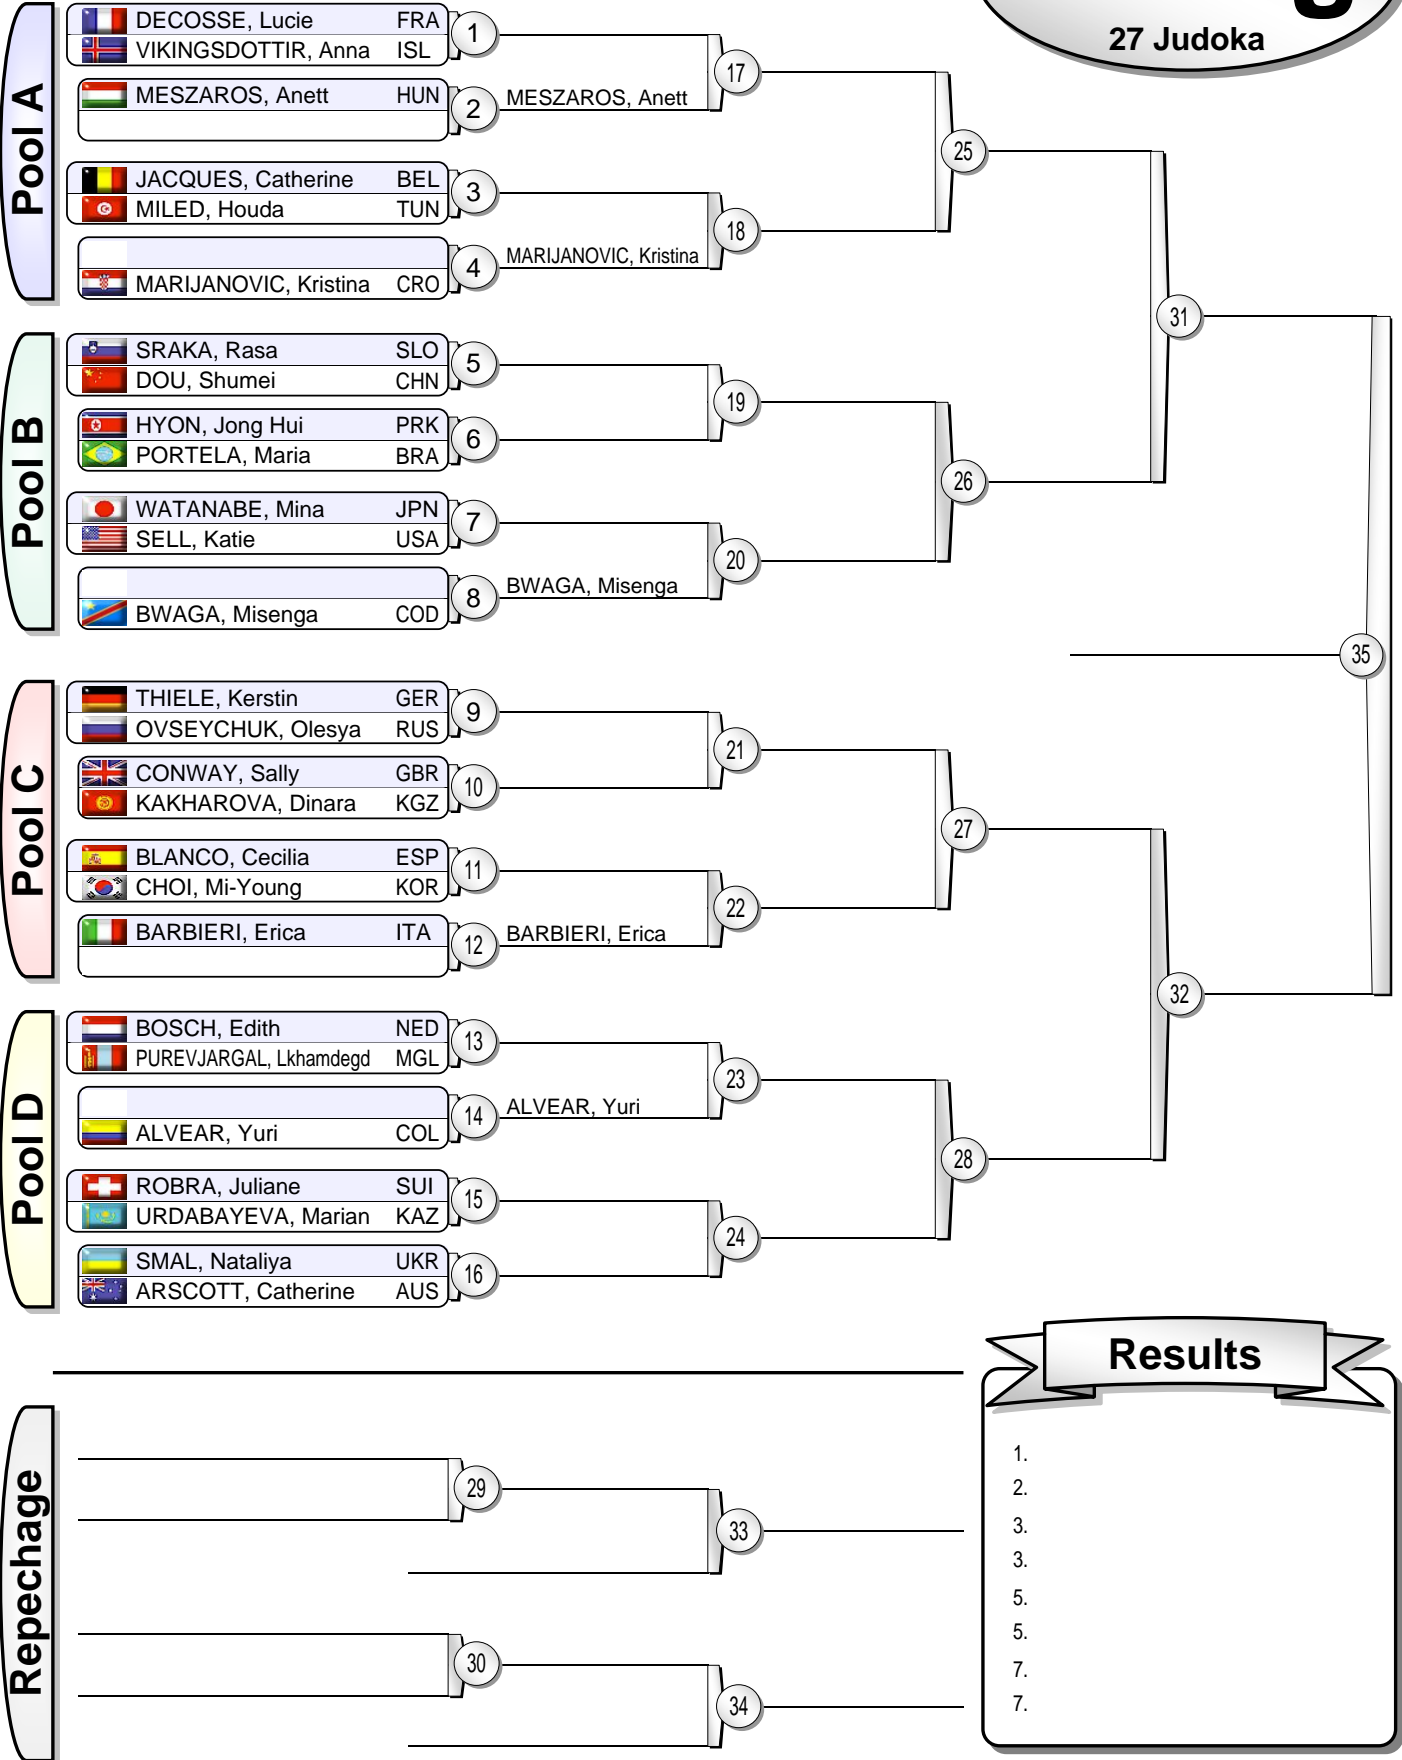 27 Judoka
Pool A
DECOSSE, Lucie FRA
VIKINGSDOTTIR, Anna ISL
1
MESZAROS, Anett HUN
2
MESZAROS, Anett
17
JACQUES, Catherine BEL
MILED, Houda TUN
3
MARIJANOVIC, Kristina CRO
4
MARIJANOVIC, Kristina
18
25
Pool B
SRAKA, Rasa SLO
DOU, Shumei CHN
5
HYON, Jong Hui PRK
PORTELA, Maria BRA
6
19
WATANABE, Mina JPN
SELL, Katie USA
7
BWAGA, Misenga COD
8
BWAGA, Misenga
20
26
31
35
Pool C
THIELE, Kerstin GER
OVSEYCHUK, Olesya RUS
9
CONWAY, Sally GBR
KAKHAROVA, Dinara KGZ
10
21
BLANCO, Cecilia ESP
CHOI, Mi-Young KOR
11
BARBIERI, Erica ITA
12
BARBIERI, Erica
22
27
Pool D
BOSCH, Edith NED
PUREVJARGAL, Lkhamdegd MGL
13
ALVEAR, Yuri COL
14
ALVEAR, Yuri
23
ROBRA, Juliane SUI
URDABAYEVA, Marian KAZ
15
SMAL, Nataliya UKR
ARSCOTT, Catherine AUS
16
24
28
32
Repechage
29
33
30
34
Results
1.
2.
3.
3.
5.
5.
7.
7.